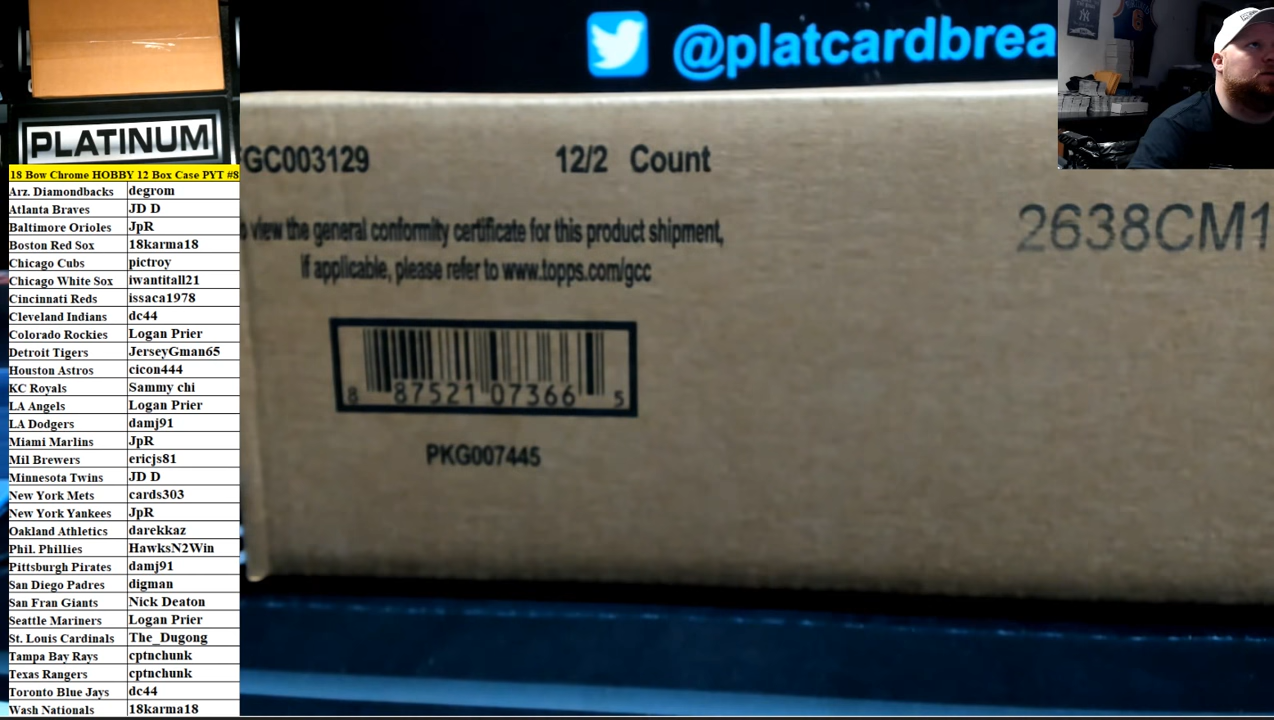 @platcardbrea
PLATINUM
18 Bow Chrome HOBBY 12 Box Case PYT #8
Arz. Diamondbacks degrom
Atlanta Braves JD D
Baltimore Orioles JpR
Boston Red Sox 18karma18
Chicago Cubs pictroy
Chicago White Sox iwantitall21
Cincinnati Reds issaca1978
Cleveland Indians dc44
Colorado Rockies Logan Prier
Detroit Tigers JerseyGman65
Houston Astros cicon444
KC Royals Sammy chi
LA Angels Logan Prier
LA Dodgers damj91
Miami Marlins JpR
Mil Brewers ericjs81
Minnesota Twins JD D
New York Mets cards303
New York Yankees JpR
Oakland Athletics darekkaz
Phil. Phillies HawksN2Win
Pittsburgh Pirates damj91
San Diego Padres digman
San Fran Giants Nick Deaton
Seattle Mariners Logan Prier
St. Louis Cardinals The_Dugong
Tampa Bay Rays cptnchunk
Texas Rangers cptnchunk
Toronto Blue Jays dc44
Wash Nationals 18karma18
GC003129 12/2 Count
2638CM1
view the general conformity certificate for this product shipment,
if applicable, please refer to www.topps.com/gcc
8 87521 07366 5
PKG007445